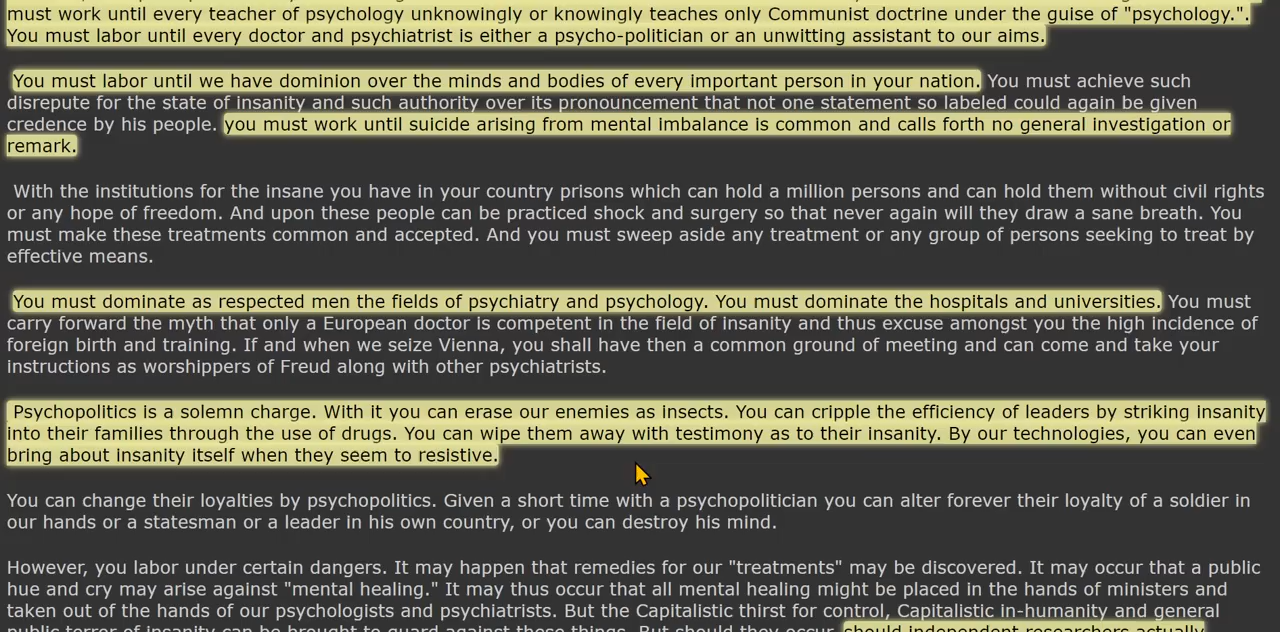 must work until every teacher of psychology unknowingly or knowingly teaches only Communist doctrine under the guise of "psychology.".
You must labor until every doctor and psychiatrist is either a psycho-politician or an unwitting assistant to our aims.
You must labor until we have dominion over the minds and bodies of every important person in your nation. You must achieve such
disrepute for the state of insanity and such authority over its pronouncement that not one statement so labeled could again be given
credence by his people. you must work until suicide arising from mental imbalance is common and calls forth no general investigation or
remark.
With the institutions for the insane you have in your country prisons which can hold a million persons and can hold them without civil rights
or any hope of freedom. And upon these people can be practiced shock and surgery so that never again will they draw a sane breath. You
must make these treatments common and accepted. And you must sweep aside any treatment or any group of persons seeking to treat by
effective means.
You must dominate as respected men the fields of psychiatry and psychology. You must dominate the hospitals and universities. You must
carry forward the myth that only a European doctor is competent in the field of insanity and thus excuse amongst you the high incidence of
foreign birth and training. If and when we seize Vienna, you shall have then a common ground of meeting and can come and take your
instructions as worshippers of Freud along with other psychiatrists.
Psychopolitics is a solemn charge. With it you can erase our enemies as insects. You can cripple the efficiency of leaders by striking insanity
into their families through the use of drugs. You can wipe them away with testimony as to their insanity. By our technologies, you can even
bring about insanity itself when they seem to resistive.
You can change their loyalties by psychopolitics. Given a short time with a psychopolitician you can alter forever their loyalty of a soldier in
our hands or a statesman or a leader in his own country, or you can destroy his mind.
However, you labor under certain dangers. It may happen that remedies for our "treatments" may be discovered. It may occur that a public
hue and cry may arise against "mental healing." It may thus occur that all mental healing might be placed in the hands of ministers and
taken out of the hands of our psychologists and psychiatrists. But the Capitalistic thirst for control, Capitalistic in-humanity and general
public terror of insanity can be brought to guard against these things. But should they occur, should independent researchers actually